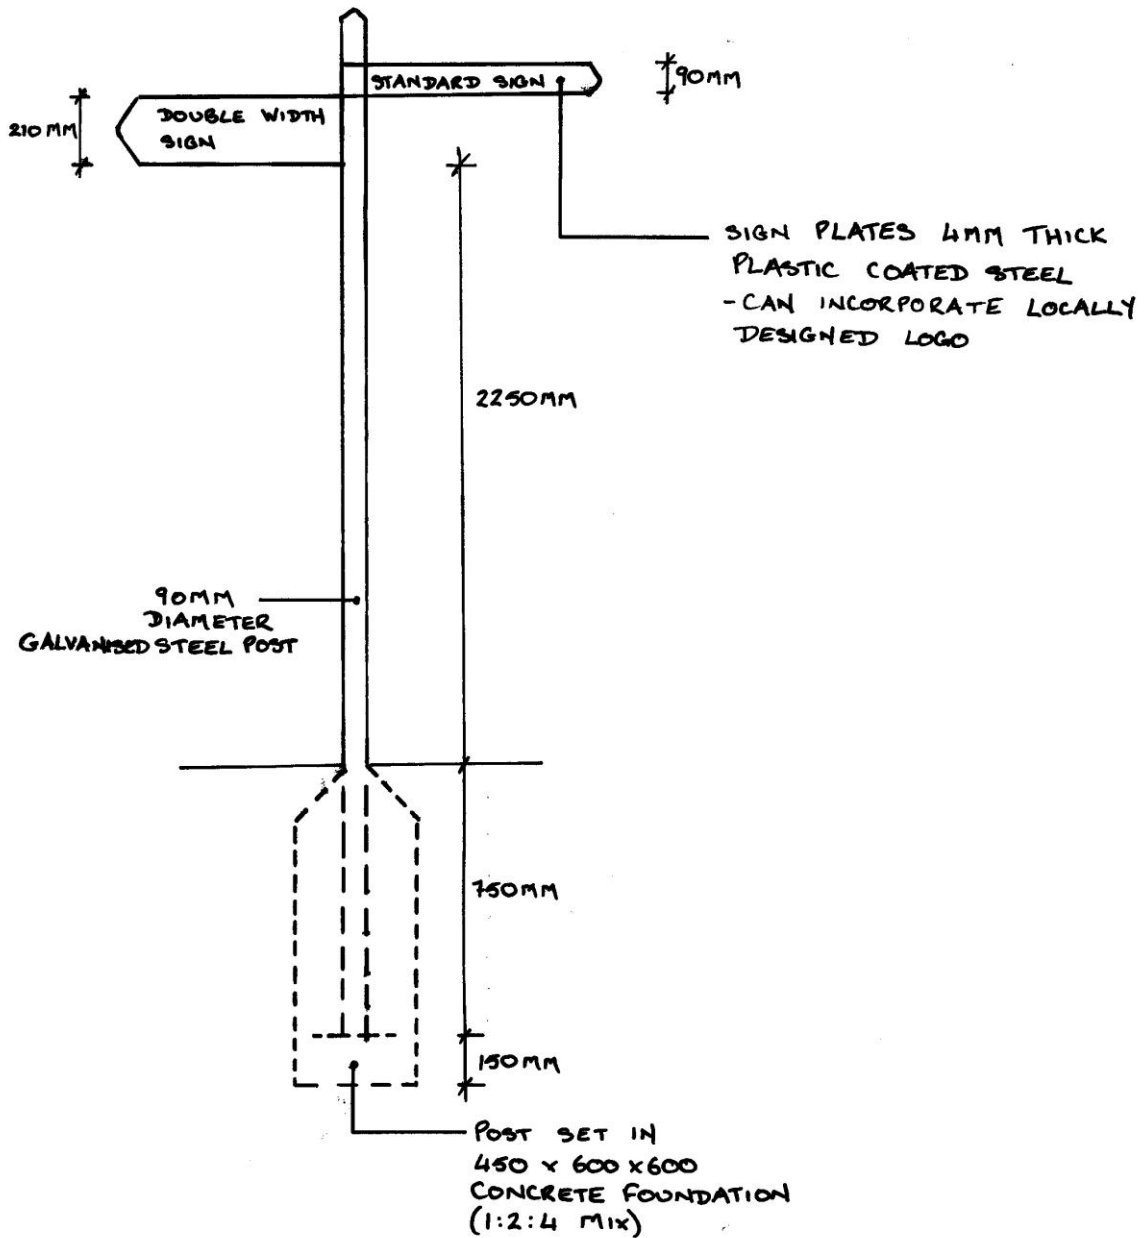 STANDARD SIGN
90MM
210 MM
DOUBLE WIDTH
SIGN
SIGN PLATES 4MM THICK
PLASTIC COATED STEEL
- CAN INCORPORATE LOCALLY
DESIGNED LOGO
2250MM
90MM
DIAMETER
GALVANISED STEEL POST
750MM
150MM
POST SET IN
450 x 600 x 600
CONCRETE FOUNDATION
(1:2:4 MIX)